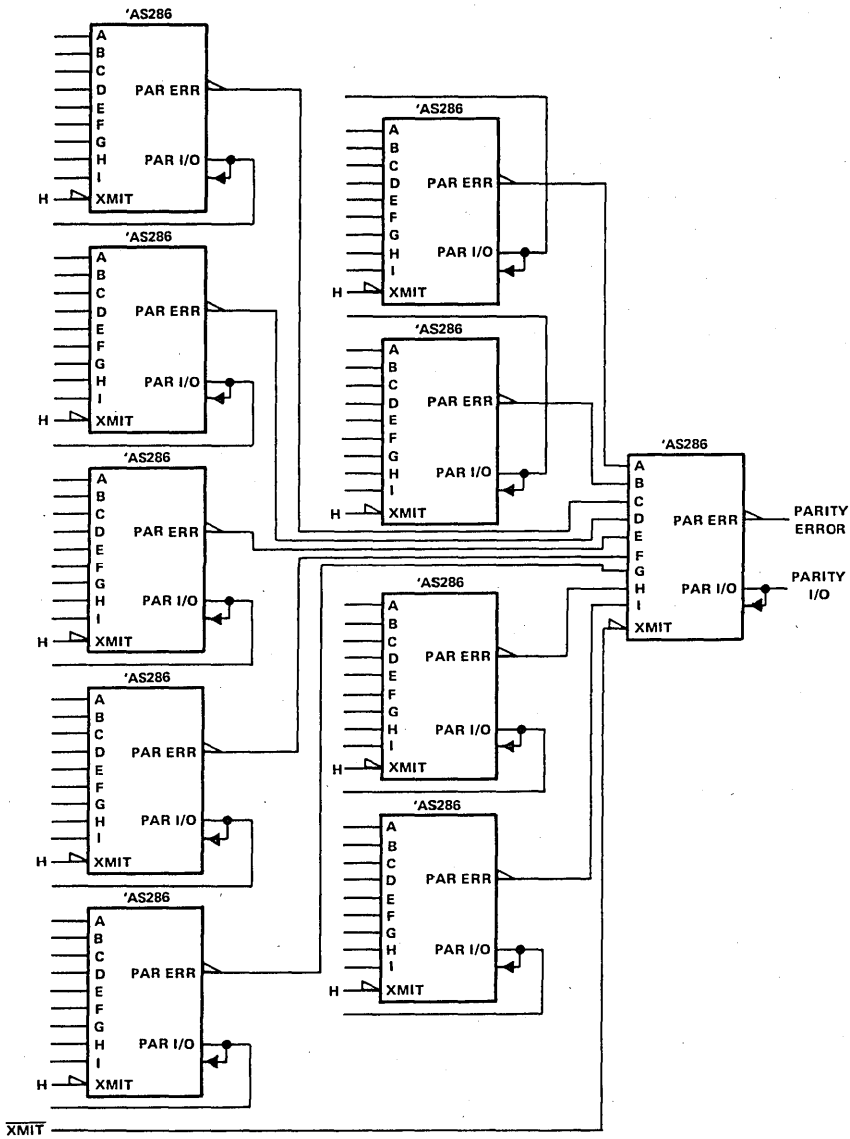 'AS286
A
B
C
D PAR ERR
E
F
G
H PAR I/O
I
H XMIT
'AS286
A
B
C
D PAR ERR
E
F
G
H PAR I/O
I
H XMIT
'AS286
A
B
C
D PAR ERR
E
F
G
H PAR I/O
I
H XMIT
'AS286
A
B
C
D PAR ERR
E
F
G
H PAR I/O
I
H XMIT
'AS286
A
B
C
D PAR ERR
E
F
G
H PAR I/O
I
H XMIT
XMIT
'AS286
A
B
C
D PAR ERR
E
F
G
H PAR I/O
I
H XMIT
'AS286
A
B
C
D PAR ERR
E
F
G
H PAR I/O
I
H XMIT
'AS286
A
B
C
D PAR ERR
E
F
G
H PAR I/O
I
H XMIT
'AS286
A
B
C
D PAR ERR
E
F
G
H PAR I/O
I
H XMIT
'AS286
A
B
C
D PAR ERR
E
F
G
H PAR I/O
I
XMIT
PARITY
ERROR
PARITY
I/O